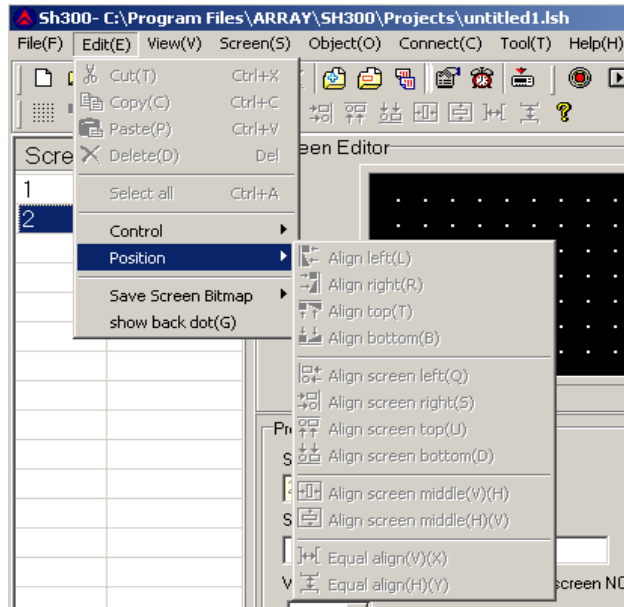 Sh300- C:\Program Files\ARRAY\SH300\Projects\untitled1.lsh
File(F) Edit(E) View(V) Screen(S) Object(O) Connect(C) Tool(T) Help(H)
Cut(T) Ctrl+X
Copy(C) Ctrl+C
Paste(P) Ctrl+V
Delete(D) Del
Select all Ctrl+A
Control
Position
Save Screen Bitmap
show back dot(G)
Scre
1
2
een Editor
Align left(L)
Align right(R)
Align top(T)
Align bottom(B)
Align screen left(Q)
Align screen right(S)
Align screen top(U)
Align screen bottom(D)
Align screen middle(V)(H)
Align screen middle(H)(V)
Equal align(V)(X)
Equal align(H)(Y)
Pr
S
S
V
screen NO